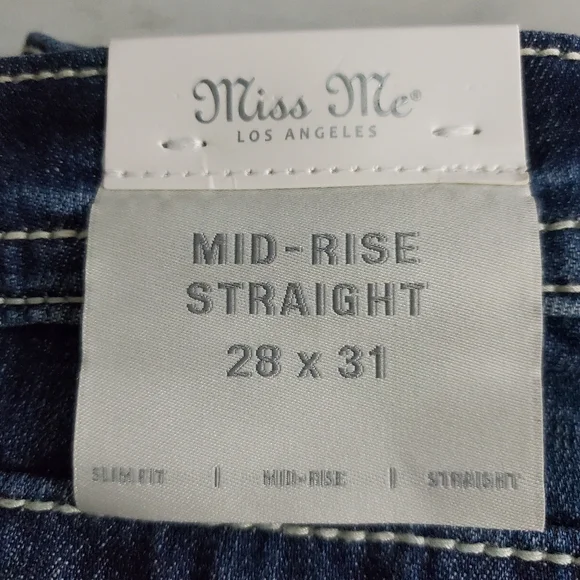 Miss Me®
LOS ANGELES
MID-RISE
STRAIGHT
28 x 31
SLIM FIT | MID-RISE | STRAIGHT